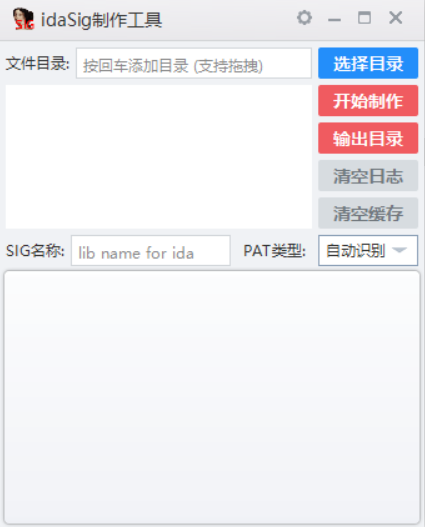 idaSig制作工具
文件目录: 按回车添加目录 (支持拖拽) 选择目录
开始制作
输出目录
清空日志
清空缓存
SIG名称: lib name for ida PAT类型: 自动识别